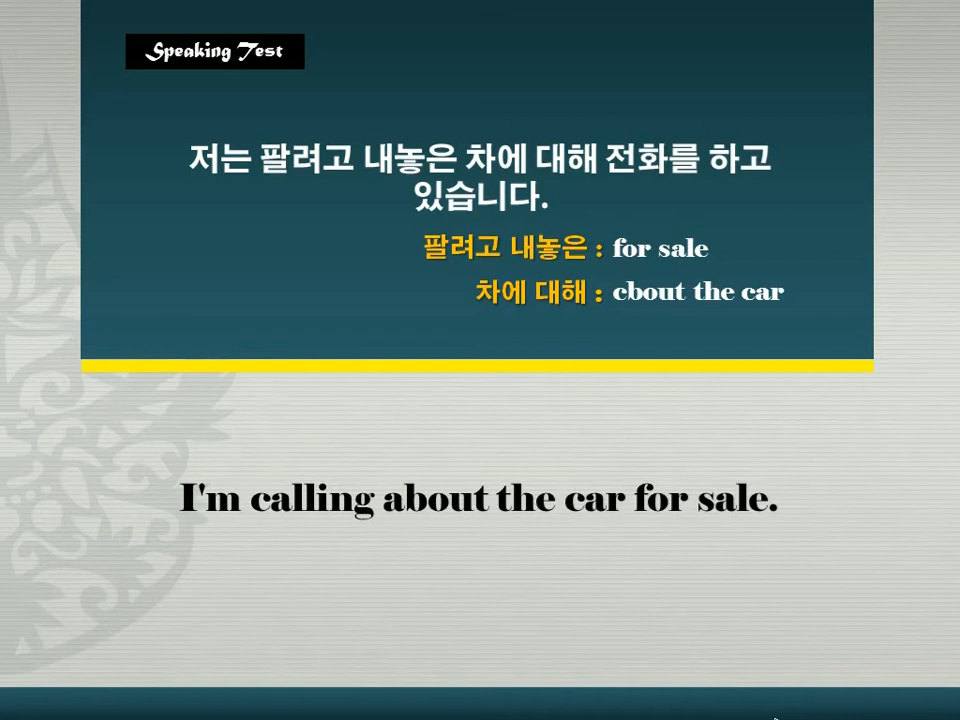 Speaking Test
저는 팔려고 내놓은 차에 대해 전화를 하고
있습니다.
팔려고 내놓은 : for sale
차에 대해 : cbout the car
I'm calling about the car for sale.